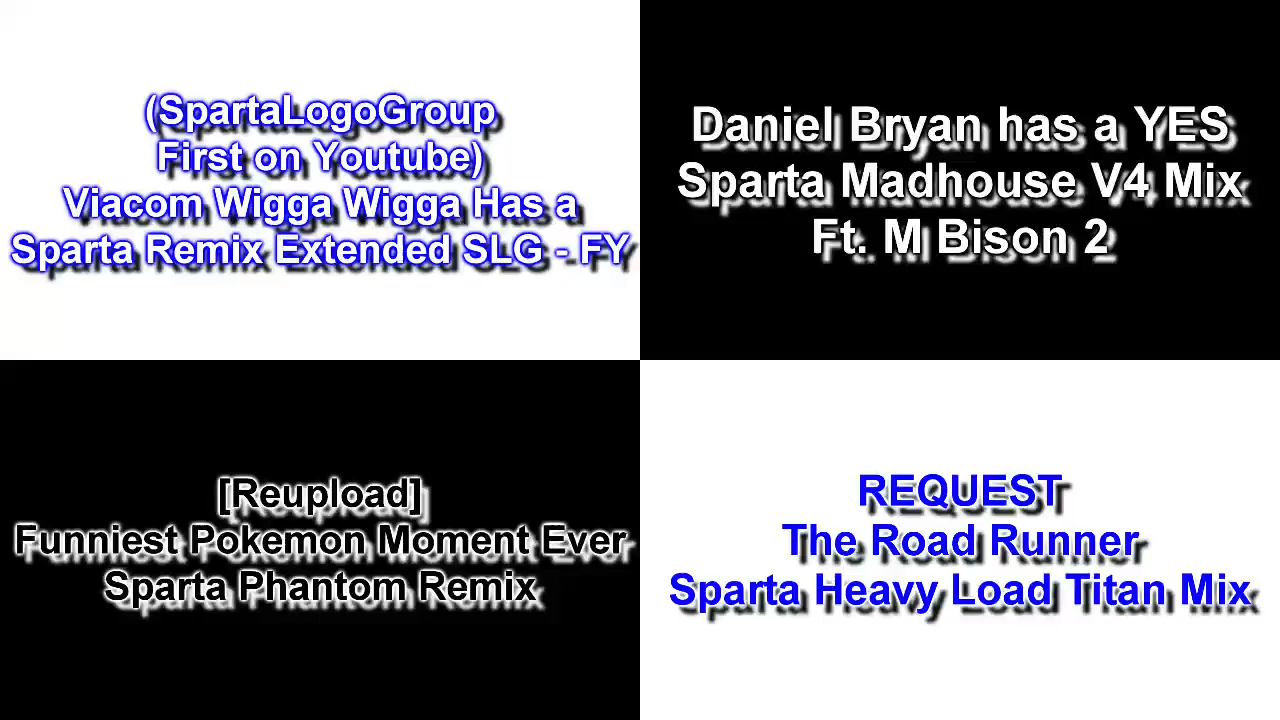 (SpartaLogoGroup
First on Youtube)
Viacom Wigga Wigga Has a
Sparta Remix Extended SLG - FY
Daniel Bryan has a YES
Sparta Madhouse V4 Mix
Ft. M Bison 2
[Reupload]
Funniest Pokemon Moment Ever
Sparta Phantom Remix
REQUEST
The Road Runner
Sparta Heavy Load Titan Mix